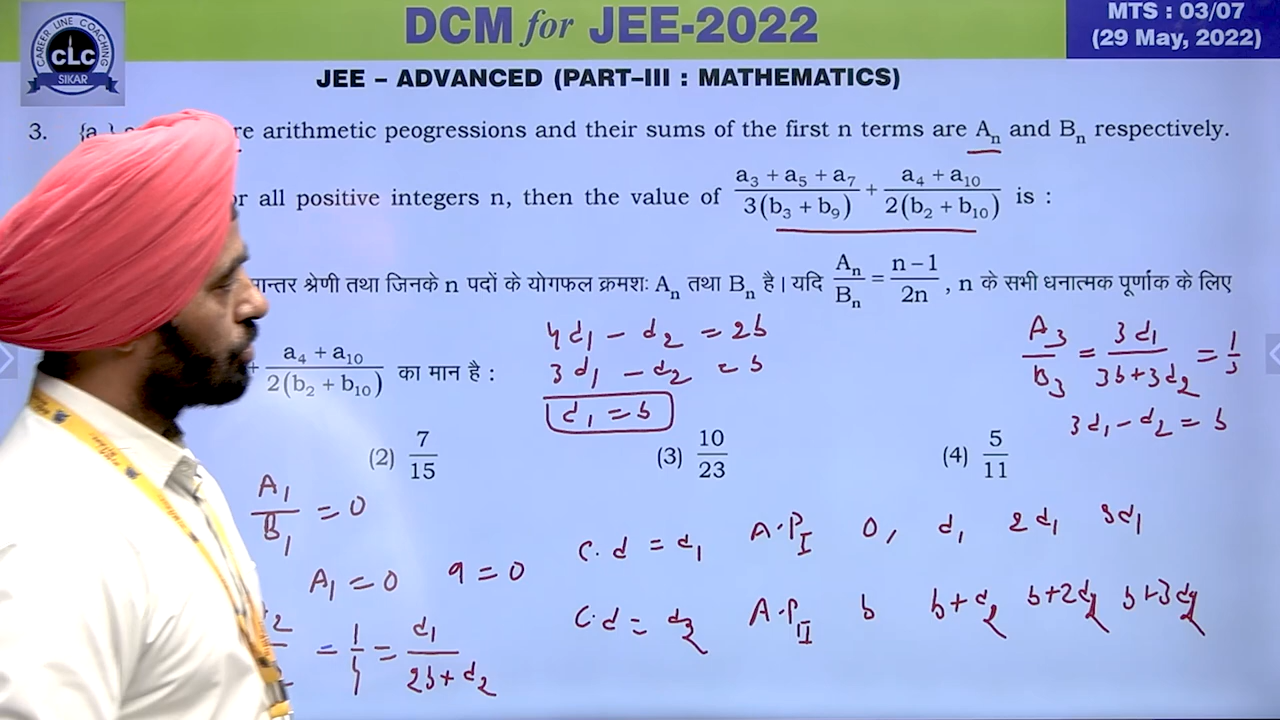 DCM for JEE-2022
MTS : 03/07
(29 May, 2022)
CAREER LINE COACHING
CLC
SIKAR
JEE – ADVANCED (PART–III : MATHEMATICS)
3. {a re arithmetic peogressions and their sums of the first n terms are Aₙ and Bₙ respectively.
or all positive integers n, then the value of (a₃ + a₅ + a₇)/(3(b₃ + b₉)) + (a₄ + a₁₀)/(2(b₂ + b₁₀)) is :
ान्तर श्रेणी तथा जिनके n पदों के योगफल क्रमशः Aₙ तथा Bₙ है। यदि Aₙ/Bₙ = (n – 1)/2n , n के सभी धनात्मक पूर्णांक के लिए
+ (a₄ + a₁₀)/(2(b₂ + b₁₀)) का मान है :
4d₁ – d₂ = 2b
3d₁ – d₂ = b
d₁ = b
A₃/B₃ = 3d₁/(3b+3d₂) = 1/3
3d₁ – d₂ = b
(2) 7/15 (3) 10/23 (4) 5/11
A₁/B₁ = 0
A₁ = 0 a = 0
2 = 1/4 = d₁/(2b+d₂)
C.d = d₁ A.P I 0, d₁ 2d₁ 3d₁
C.d = d₂ A.P II b b+d₂ b+2d₂ b+3d₂